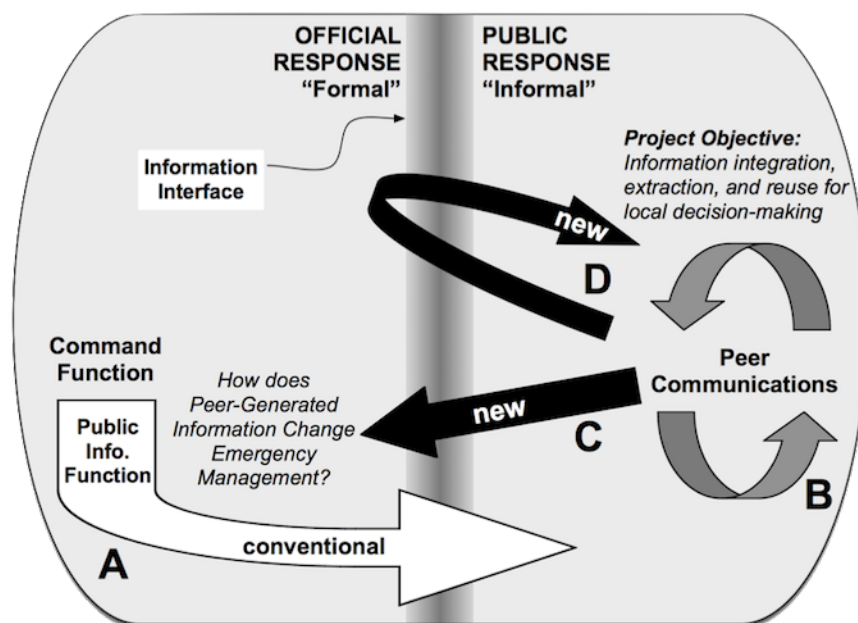 OFFICIAL
RESPONSE
“Formal”
PUBLIC
RESPONSE
“Informal”
Information
Interface
Project Objective:
Information integration,
extraction, and reuse for
local decision-making
new
D
Command
Function
Public
Info.
Function
How does
Peer-Generated
Information Change
Emergency
Management?
new
C
Peer
Communications
B
A
conventional